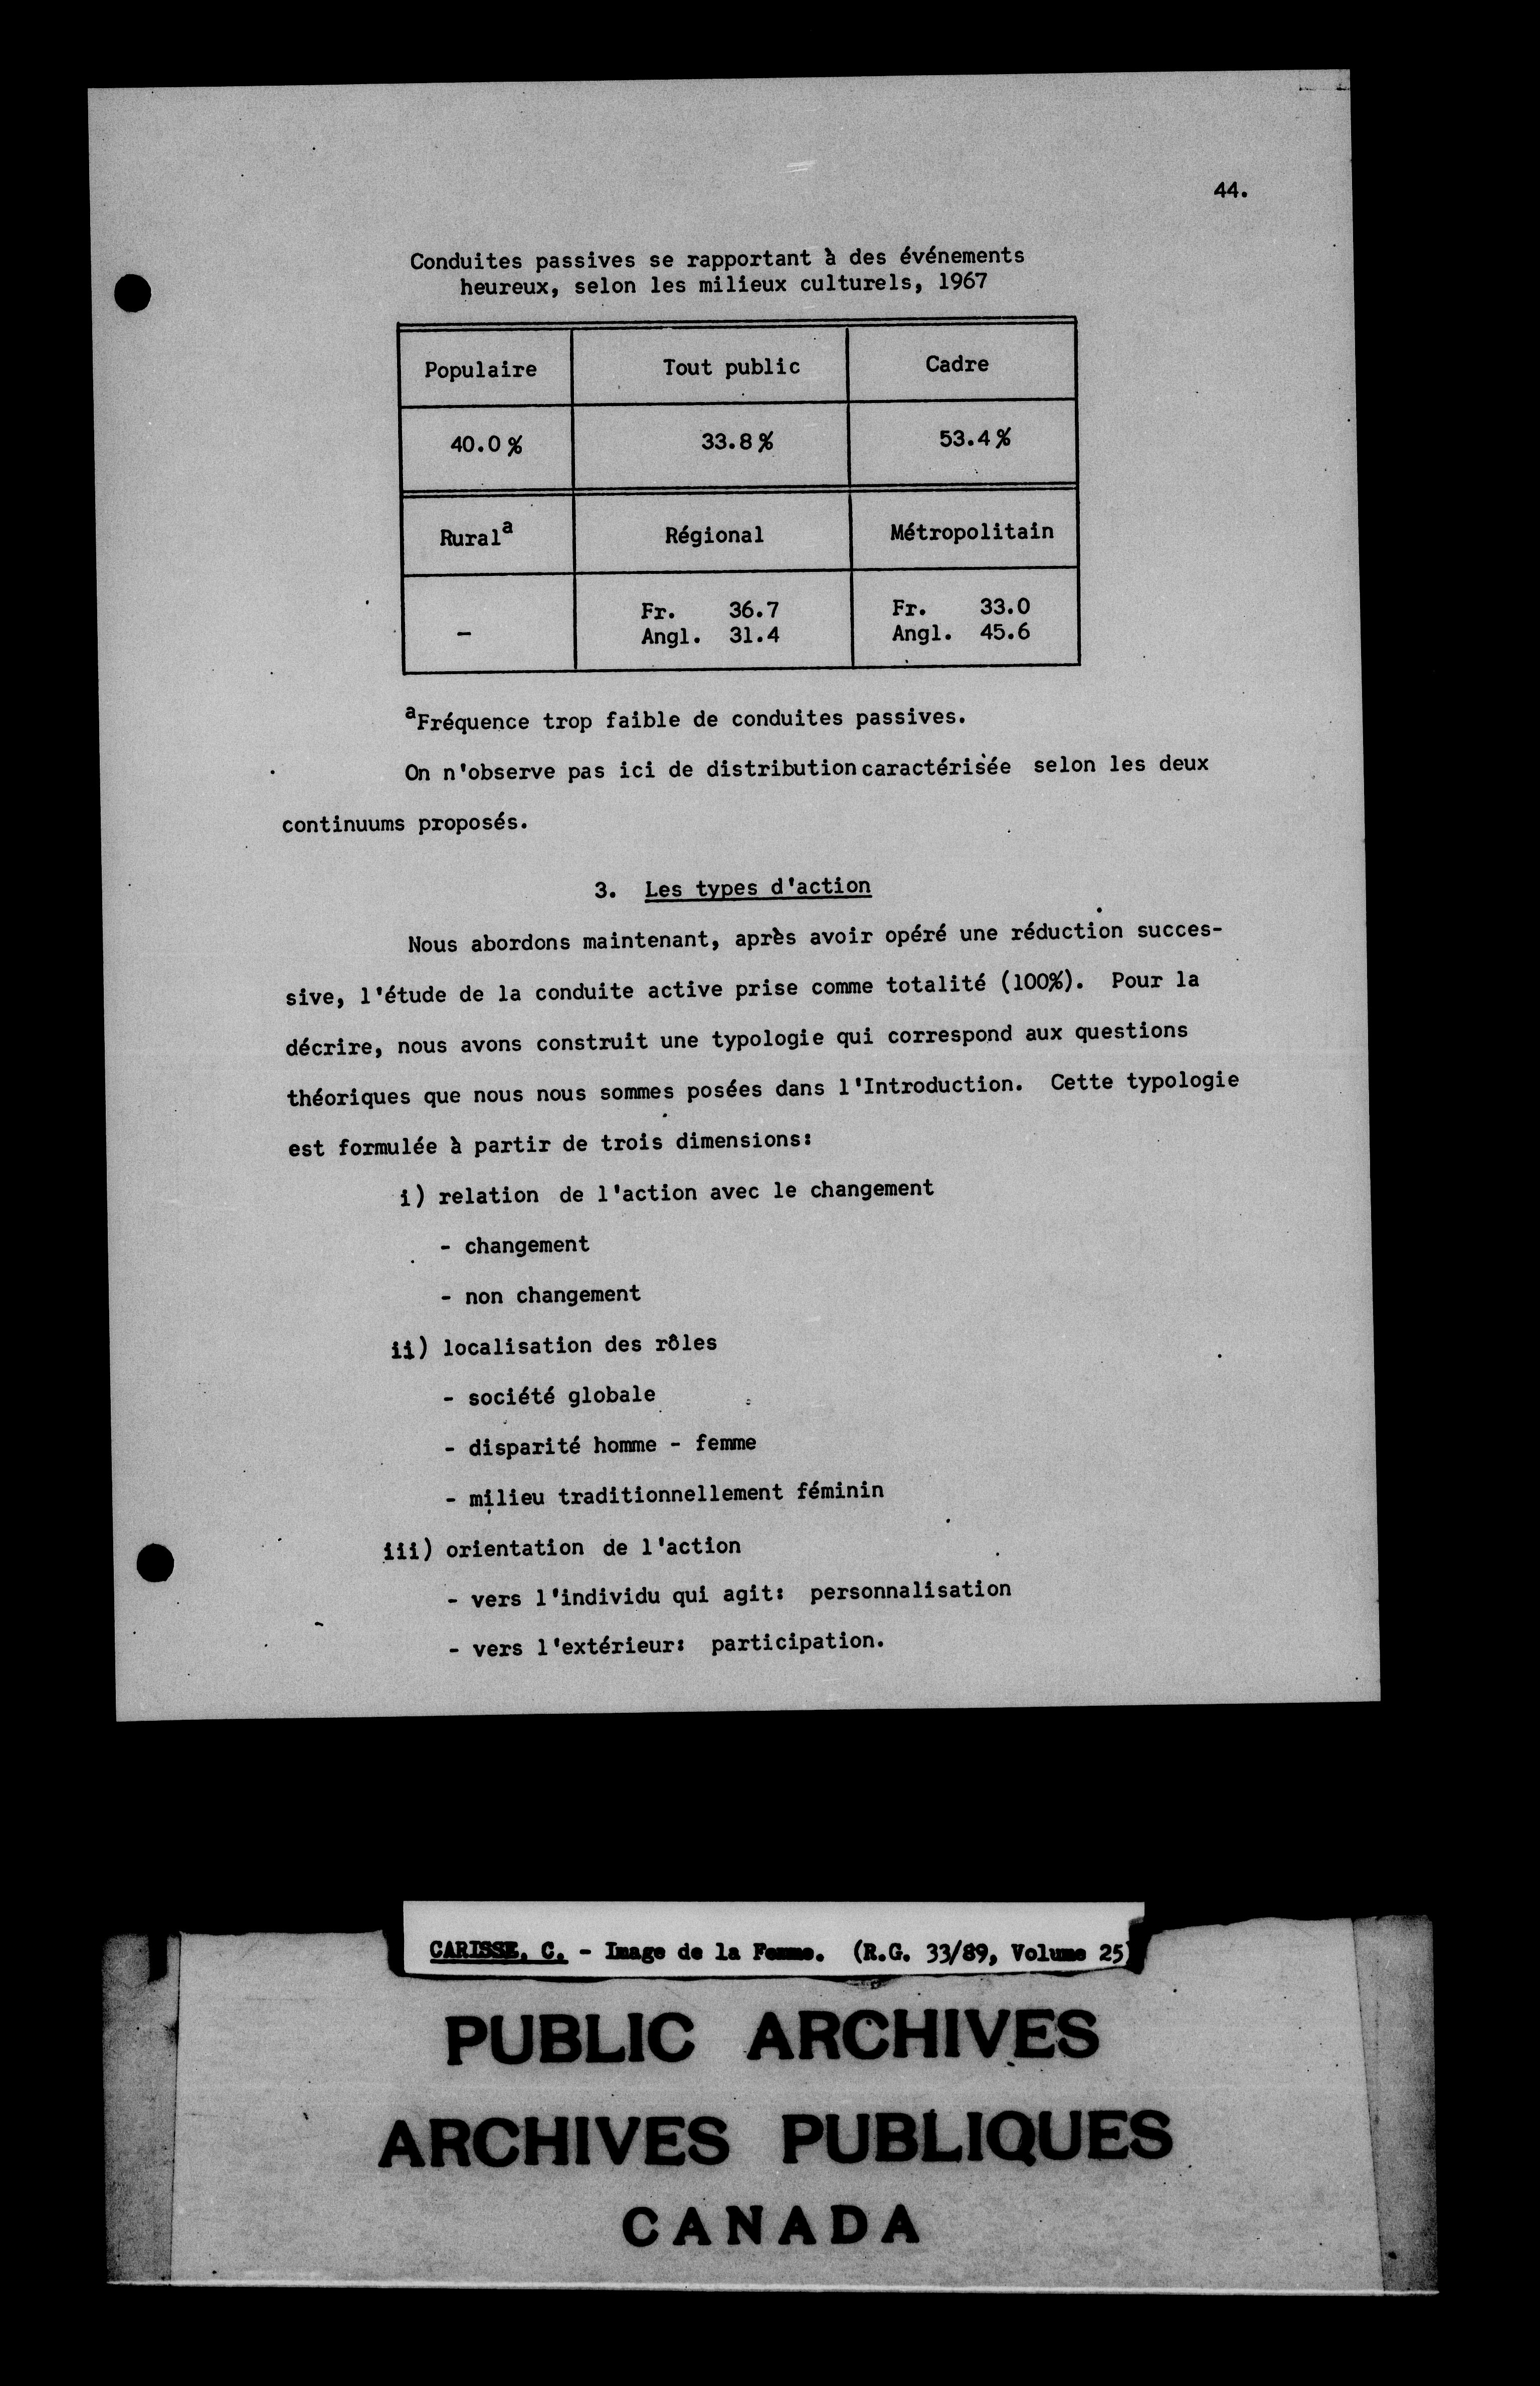 44.
Conduites passives se rapportant à des événements
heureux, selon les milieux culturels, 1967
Populaire Tout public Cadre
40.0% 33.8% 53.4%
Rural a Régional Métropolitain
- Fr. 36.7 Fr. 33.0
Angl. 31.4 Angl. 45.6
a Fréquence trop faible de conduites passives.
On n'observe pas ici de distribution caractérisée selon les deux
continuums proposés.
3. Les types d'action
Nous abordons maintenant, après avoir opéré une réduction succes-
sive, l'étude de la conduite active prise comme totalité (100%). Pour la
décrire, nous avons construit une typologie qui correspond aux questions
théoriques que nous nous sommes posées dans l'Introduction. Cette typologie
est formulée à partir de trois dimensions:
i) relation de l'action avec le changement
- changement
- non changement
ii) localisation des rôles
- société globale
- disparité homme - femme
- milieu traditionnellement féminin
iii) orientation de l'action
- vers l'individu qui agit: personnalisation
- vers l'extérieur: participation.
CARISSE, C. - Image de la Femme. (R.G. 33/89, Volume 25)
PUBLIC ARCHIVES
ARCHIVES PUBLIQUES
CANADA